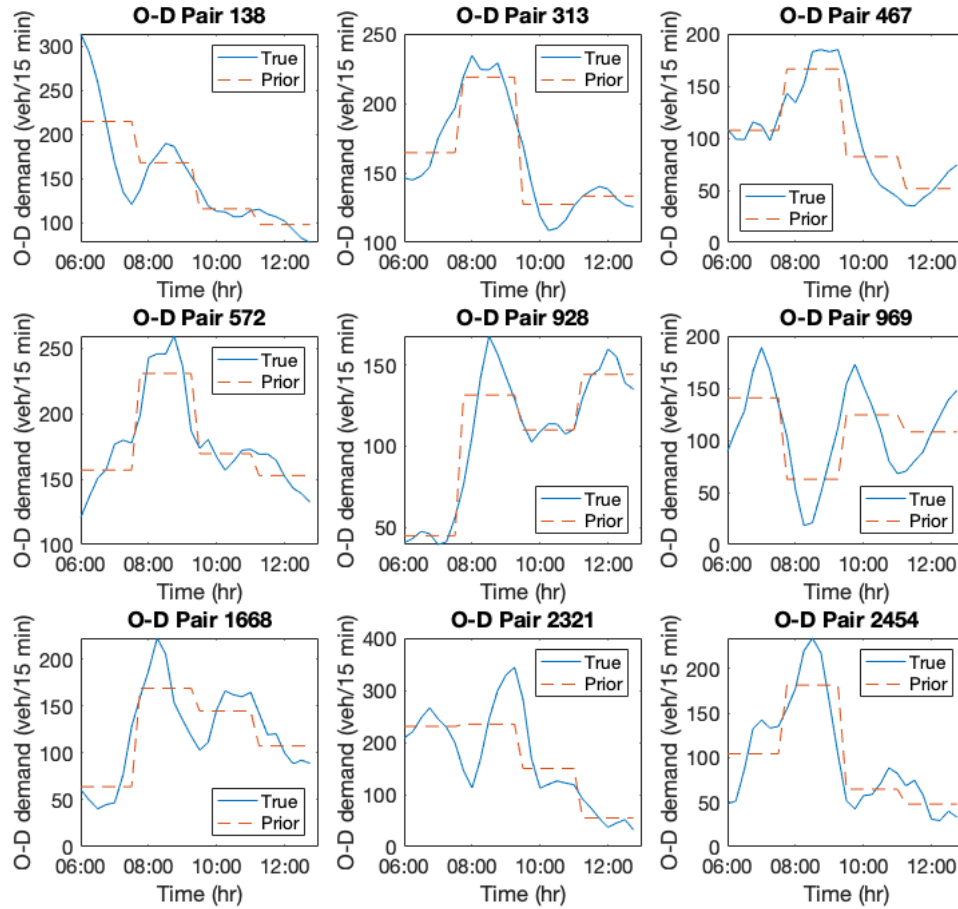 O-D Pair 138
O-D demand (veh/15 min)
300
250
200
150
100
True
Prior
06:00 08:00 10:00 12:00
Time (hr)
O-D Pair 313
O-D demand (veh/15 min)
250
200
150
100
True
Prior
06:00 08:00 10:00 12:00
Time (hr)
O-D Pair 467
O-D demand (veh/15 min)
200
150
100
50
0
True
Prior
06:00 08:00 10:00 12:00
Time (hr)
O-D Pair 572
O-D demand (veh/15 min)
250
200
150
100
True
Prior
06:00 08:00 10:00 12:00
Time (hr)
O-D Pair 928
O-D demand (veh/15 min)
150
100
50
True
Prior
06:00 08:00 10:00 12:00
Time (hr)
O-D Pair 969
O-D demand (veh/15 min)
200
150
100
50
0
True
Prior
06:00 08:00 10:00 12:00
Time (hr)
O-D Pair 1668
O-D demand (veh/15 min)
200
150
100
50
0
True
Prior
06:00 08:00 10:00 12:00
Time (hr)
O-D Pair 2321
O-D demand (veh/15 min)
400
300
200
100
0
True
Prior
06:00 08:00 10:00 12:00
Time (hr)
O-D Pair 2454
O-D demand (veh/15 min)
200
150
100
50
0
True
Prior
06:00 08:00 10:00 12:00
Time (hr)